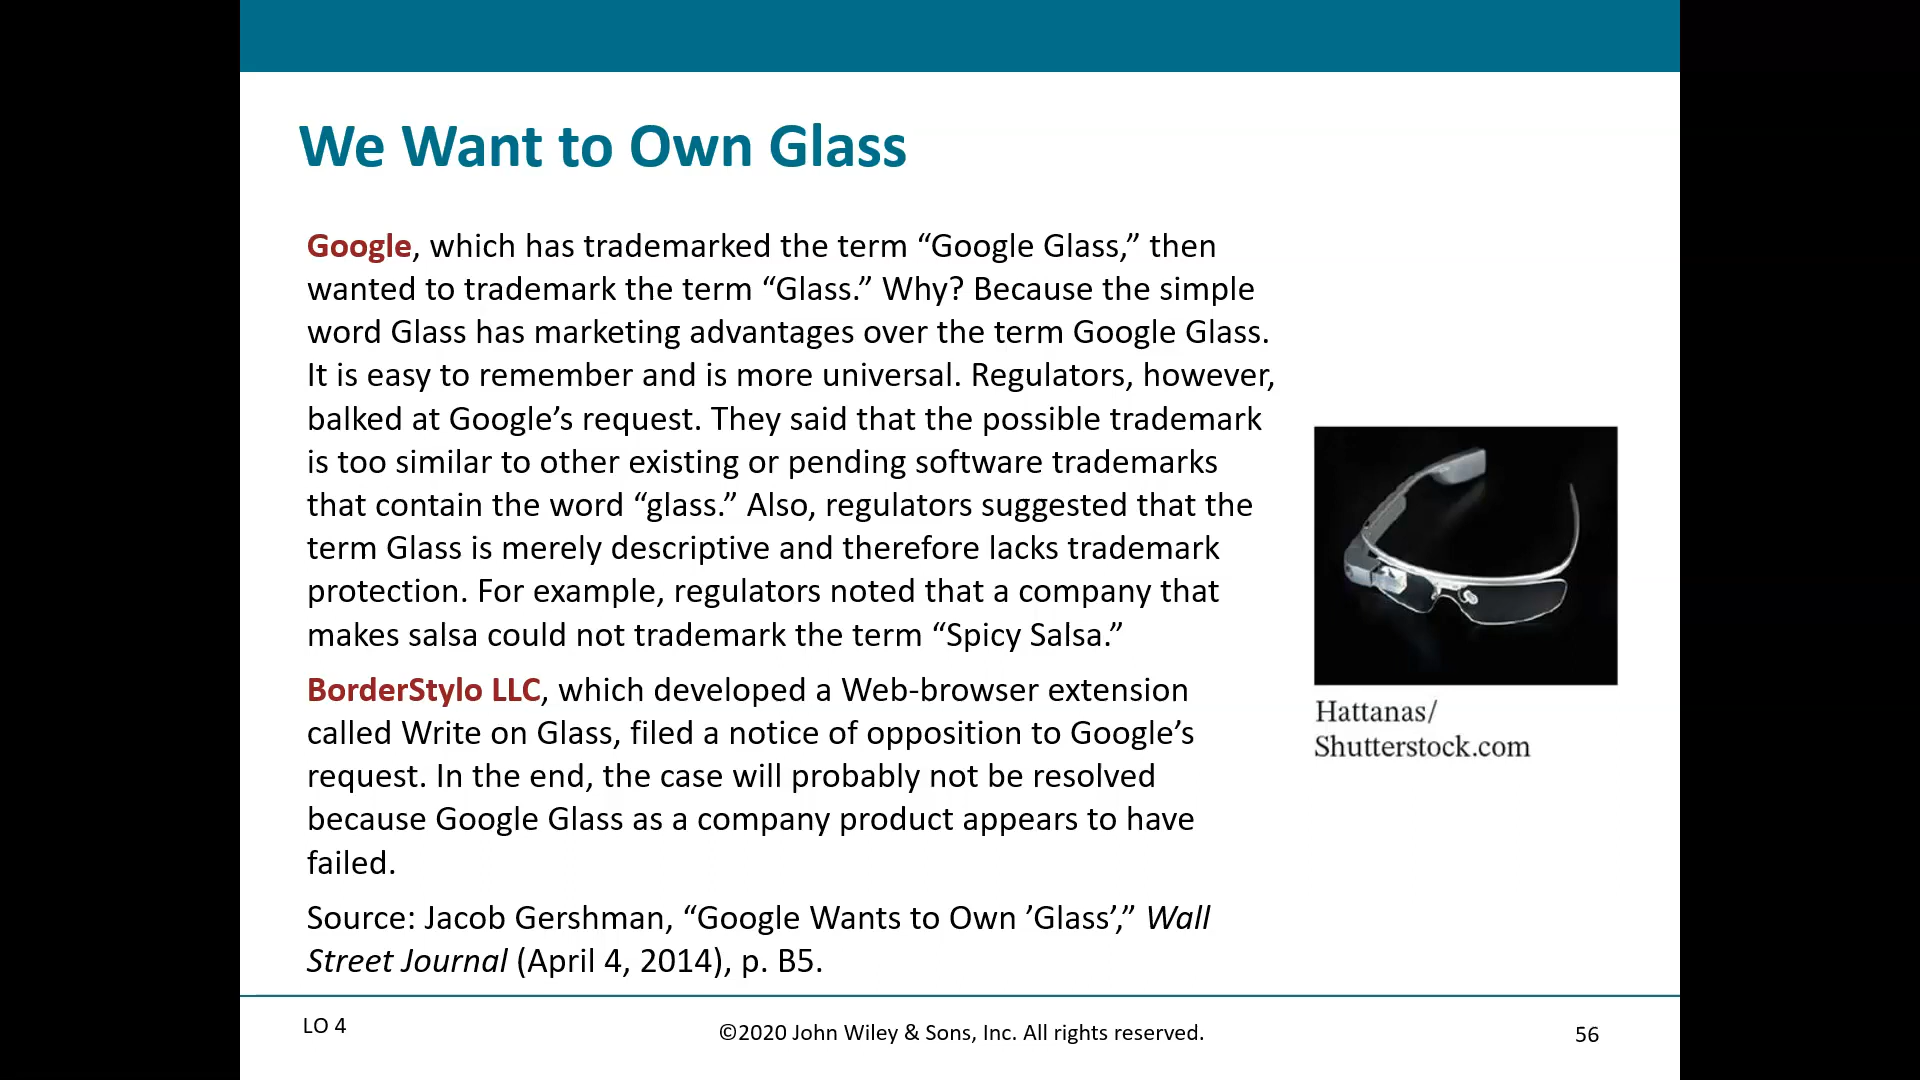 We Want to Own Glass
Google, which has trademarked the term “Google Glass,” then
wanted to trademark the term “Glass.” Why? Because the simple
word Glass has marketing advantages over the term Google Glass.
It is easy to remember and is more universal. Regulators, however,
balked at Google’s request. They said that the possible trademark
is too similar to other existing or pending software trademarks
that contain the word “glass.” Also, regulators suggested that the
term Glass is merely descriptive and therefore lacks trademark
protection. For example, regulators noted that a company that
makes salsa could not trademark the term “Spicy Salsa.”
BorderStylo LLC, which developed a Web-browser extension
called Write on Glass, filed a notice of opposition to Google’s
request. In the end, the case will probably not be resolved
because Google Glass as a company product appears to have
failed.
Source: Jacob Gershman, “Google Wants to Own ’Glass’,” Wall
Street Journal (April 4, 2014), p. B5.
Hattanas/
Shutterstock.com
LO 4
©2020 John Wiley & Sons, Inc. All rights reserved.
56